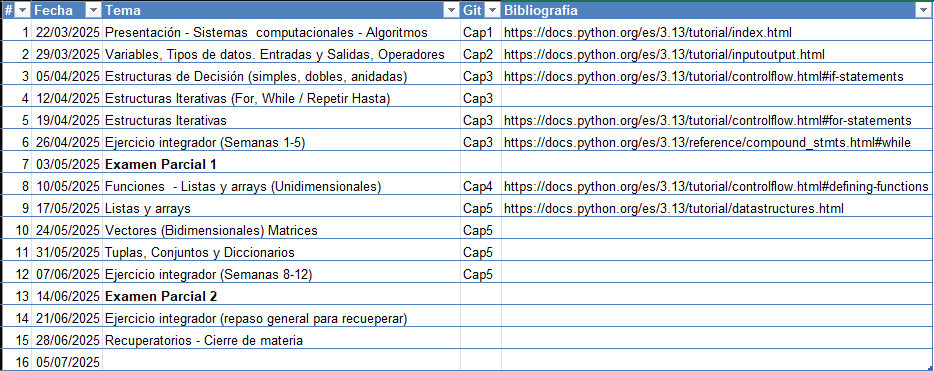 # Fecha Tema Git Bibliografía
1 22/03/2025 Presentación - Sistemas  computacionales - Algoritmos Cap1 https://docs.python.org/es/3.13/tutorial/index.html
2 29/03/2025 Variables, Tipos de datos. Entradas y Salidas, Operadores Cap2 https://docs.python.org/es/3.13/tutorial/inputoutput.html
3 05/04/2025 Estructuras de Decisión (simples, dobles, anidadas) Cap3 https://docs.python.org/es/3.13/tutorial/controlflow.html#if-statements
4 12/04/2025 Estructuras Iterativas (For, While / Repetir Hasta) Cap3
5 19/04/2025 Estructuras Iterativas Cap3 https://docs.python.org/es/3.13/tutorial/controlflow.html#for-statements
6 26/04/2025 Ejercicio integrador (Semanas 1-5) Cap3 https://docs.python.org/es/3.13/reference/compound_stmts.html#while
7 03/05/2025 Examen Parcial 1
8 10/05/2025 Funciones  - Listas y arrays (Unidimensionales) Cap4 https://docs.python.org/es/3.13/tutorial/controlflow.html#defining-functions
9 17/05/2025 Listas y arrays Cap5 https://docs.python.org/es/3.13/tutorial/datastructures.html
10 24/05/2025 Vectores (Bidimensionales) Matrices Cap5
11 31/05/2025 Tuplas, Conjuntos y Diccionarios Cap5
12 07/06/2025 Ejercicio integrador (Semanas 8-12) Cap5
13 14/06/2025 Examen Parcial 2
14 21/06/2025 Ejercicio integrador (repaso general para recueperar)
15 28/06/2025 Recuperatorios - Cierre de materia
16 05/07/2025